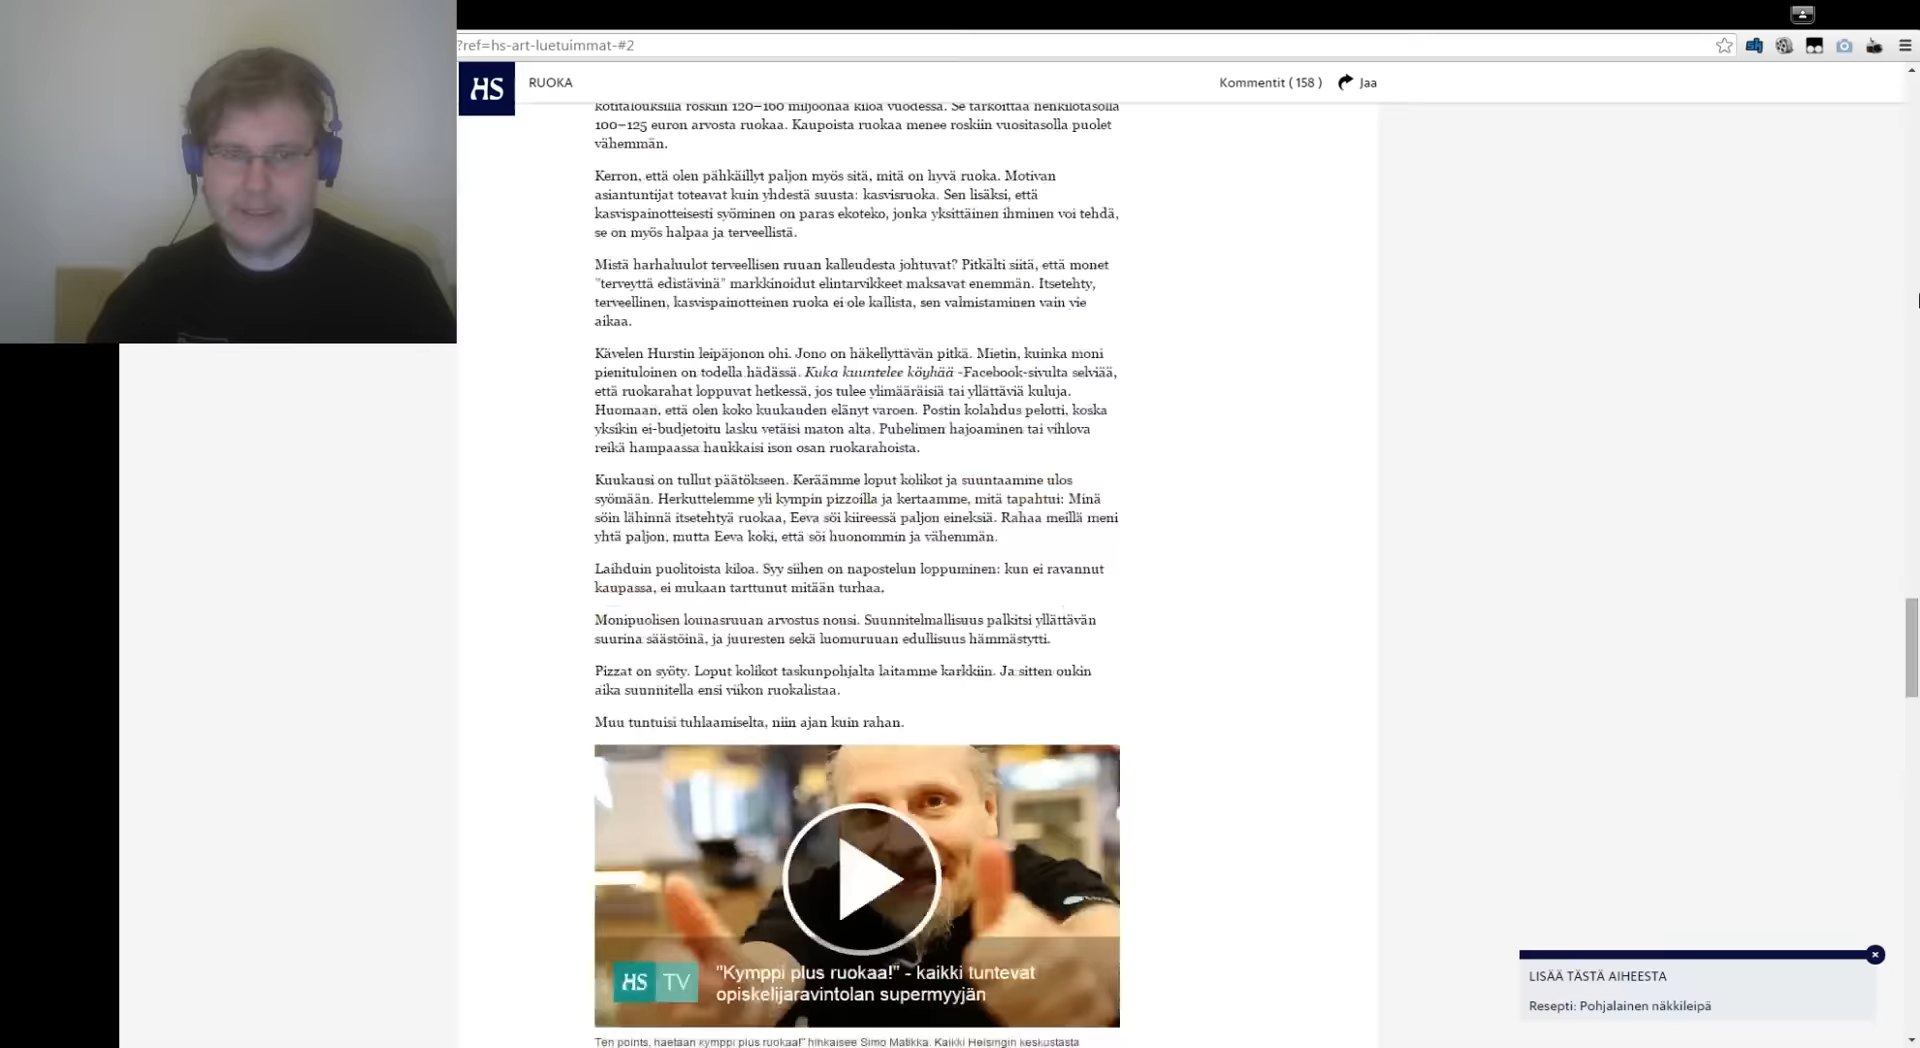 ?ref=hs-art-luetuimmat-#2
HS RUOKA Kommentit (158) Jaa
kotitalouksilla roskiin 120–160 miljoonaa kiloa vuodessa. Se tarkoittaa henkilötasolla
100–125 euron arvosta ruokaa. Kaupoista ruokaa menee roskiin vuositasolla puolet
vähemmän.
Kerron, että olen pähkäillyt paljon myös sitä, mitä on hyvä ruoka. Motivan
asiantuntijat toteavat kuin yhdestä suusta: kasvisruoka. Sen lisäksi, että
kasvispainotteisesti syöminen on paras ekoteko, jonka yksittäinen ihminen voi tehdä,
se on myös halpaa ja terveellistä.
Mistä harhaluulot terveellisen ruuan kalleudesta johtuvat? Pitkälti siitä, että monet
"terveyttä edistävinä" markkinoidut elintarvikkeet maksavat enemmän. Itsetehty,
terveellinen, kasvispainotteinen ruoka ei ole kallista, sen valmistaminen vain vie
aikaa.
Kävelen Hurstin leipäjonon ohi. Jono on häkellyttävän pitkä. Mietin, kuinka moni
pienituloinen on todella hädässä. Kuka kuuntelee köyhää -Facebook-sivulta selviää,
että ruokarahat loppuvat hetkessä, jos tulee ylimääräisiä tai yllättäviä kuluja.
Huomaan, että olen koko kuukauden elänyt varoen. Postin kolahdus pelotti, koska
yksikin ei-budjetoitu lasku vetäisi maton alta. Puhelimen hajoaminen tai vihlova
reikä hampaassa haukkaisi ison osan ruokarahoista.
Kuukausi on tullut päätökseen. Keräämme loput kolikot ja suuntaamme ulos
syömään. Herkuttelemme yli kympin pizzoilla ja kertaamme, mitä tapahtui: Minä
söin lähinnä itsetehtyä ruokaa, Eeva söi kiireessä paljon eineksiä. Rahaa meillä meni
yhtä paljon, mutta Eeva koki, että söi huonommin ja vähemmän.
Laihduin puolitoista kiloa. Syy siihen on napostelun loppuminen: kun ei ravannut
kaupassa, ei mukaan tarttunut mitään turhaa.
Monipuolisen lounasruuan arvostus nousi. Suunnitelmallisuus palkitsi yllättävän
suurina säästöinä, ja juuresten sekä luomuruuan edullisuus hämmästytti.
Pizzat on syöty. Loput kolikot taskunpohjalta laitamme karkkiin. Ja sitten onkin
aika suunnitella ensi viikon ruokalistaa.
Muu tuntuisi tuhlaamiselta, niin ajan kuin rahan.
HS TV "Kymppi plus ruokaa!" - kaikki tuntevat
opiskelijaravintolan supermyyjän
Ten points, haetaan kymppi plus ruokaa!" hihkaisee Simo Matikka. Kaikki Helsingin keskustasta
LISÄÄ TÄSTÄ AIHEESTA
Resepti: Pohjalainen näkkileipä